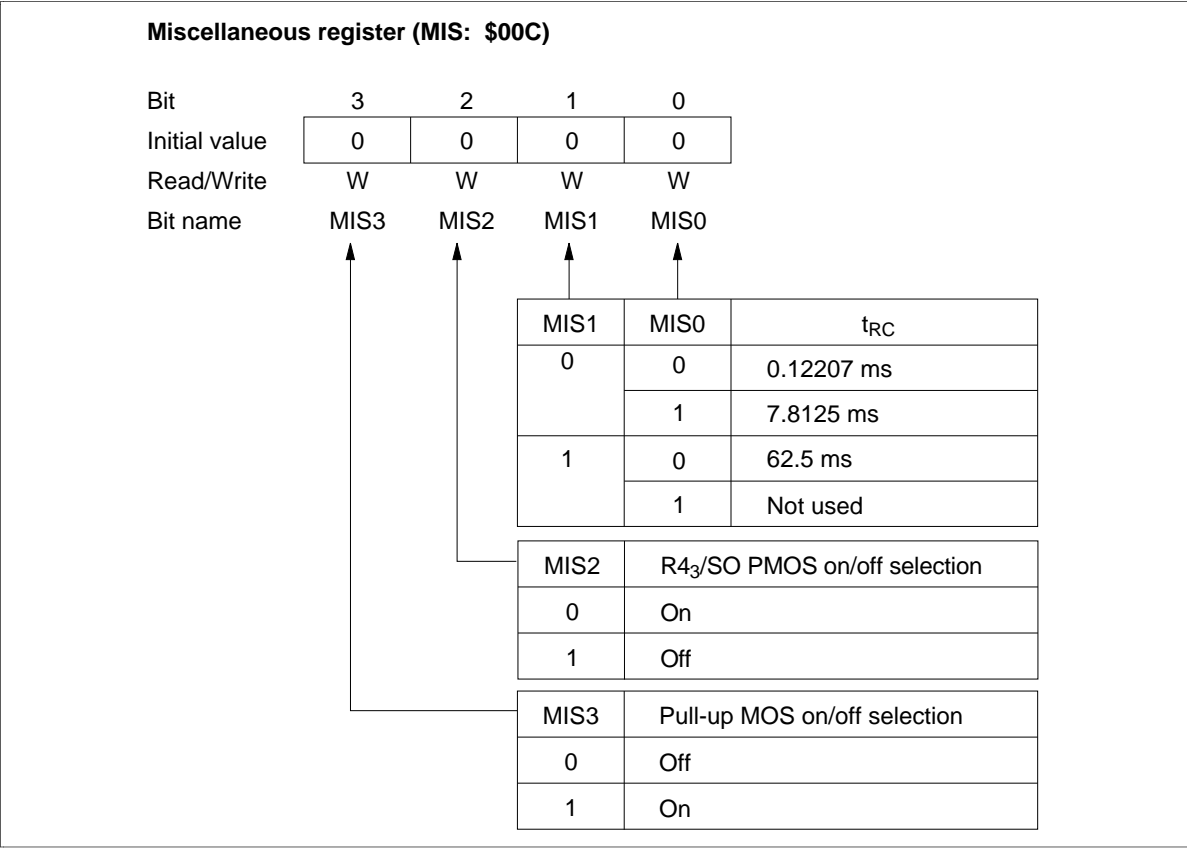 Miscellaneous register (MIS: $00C)
Bit 3 2 1 0
Initial value 0 0 0 0
Read/Write W W W W
Bit name MIS3 MIS2 MIS1 MIS0
MIS1 MIS0 tRC
0 0 0.12207 ms
1 7.8125 ms
1 0 62.5 ms
1 Not used
MIS2 R43/SO PMOS on/off selection
0 On
1 Off
MIS3 Pull-up MOS on/off selection
0 Off
1 On